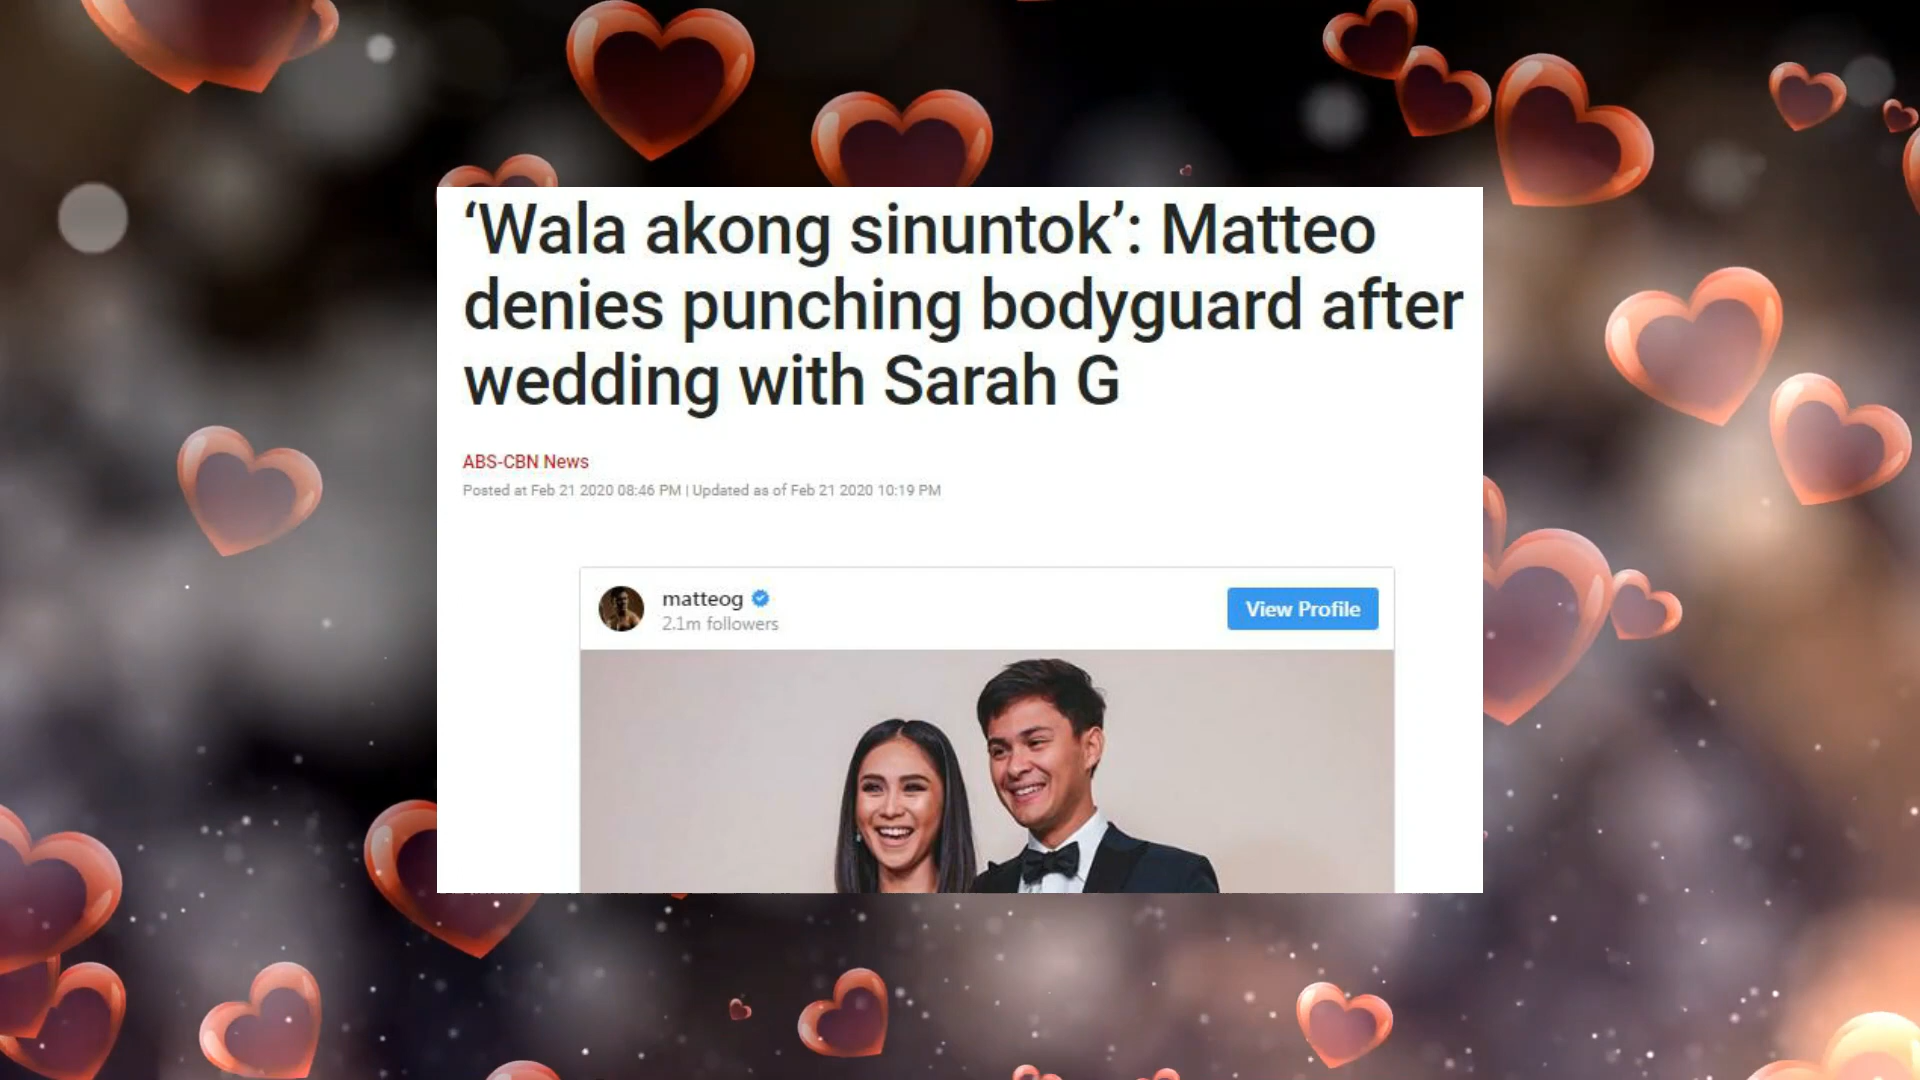 ‘Wala akong sinuntok’: Matteo
denies punching bodyguard after
wedding with Sarah G
ABS-CBN News
Posted at Feb 21 2020 08:46 PM | Updated as of Feb 21 2020 10:19 PM
matteog
2.1m followers
View Profile